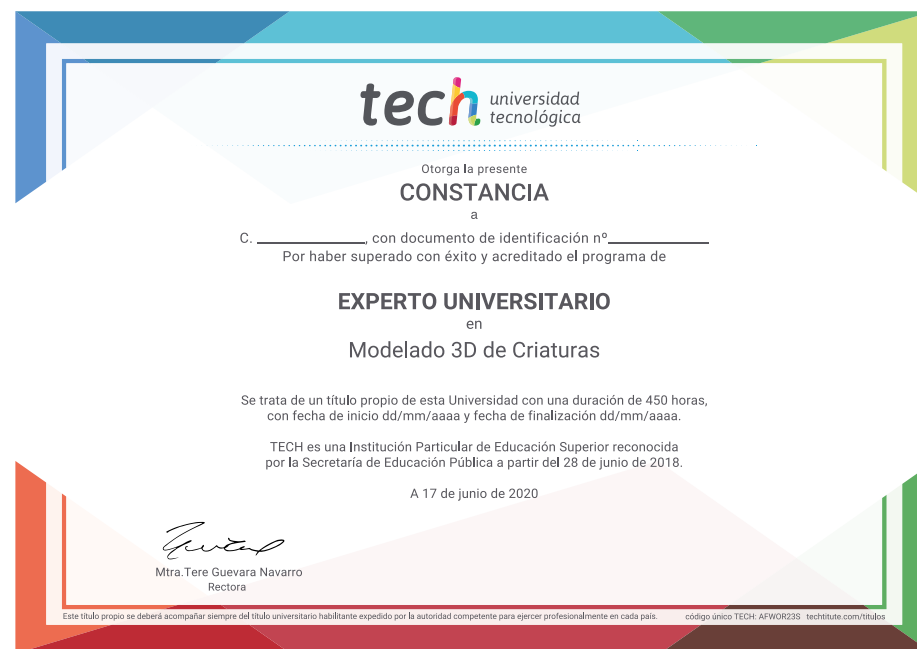 tech universidad
tecnológica
Otorga la presente
CONSTANCIA
a
C. ____________, con documento de identificación nº____________
Por haber superado con éxito y acreditado el programa de
EXPERTO UNIVERSITARIO
en
Modelado 3D de Criaturas
Se trata de un título propio de esta Universidad con una duración de 450 horas,
con fecha de inicio dd/mm/aaaa y fecha de finalización dd/mm/aaaa.
TECH es una Institución Particular de Educación Superior reconocida
por la Secretaría de Educación Pública a partir del 28 de junio de 2018.
A 17 de junio de 2020
Mtra.Tere Guevara Navarro
Rectora
Este título propio se deberá acompañar siempre del título universitario habilitante expedido por la autoridad competente para ejercer profesionalmente en cada país. código único TECH: AFWOR23S techtitute.com/titulos